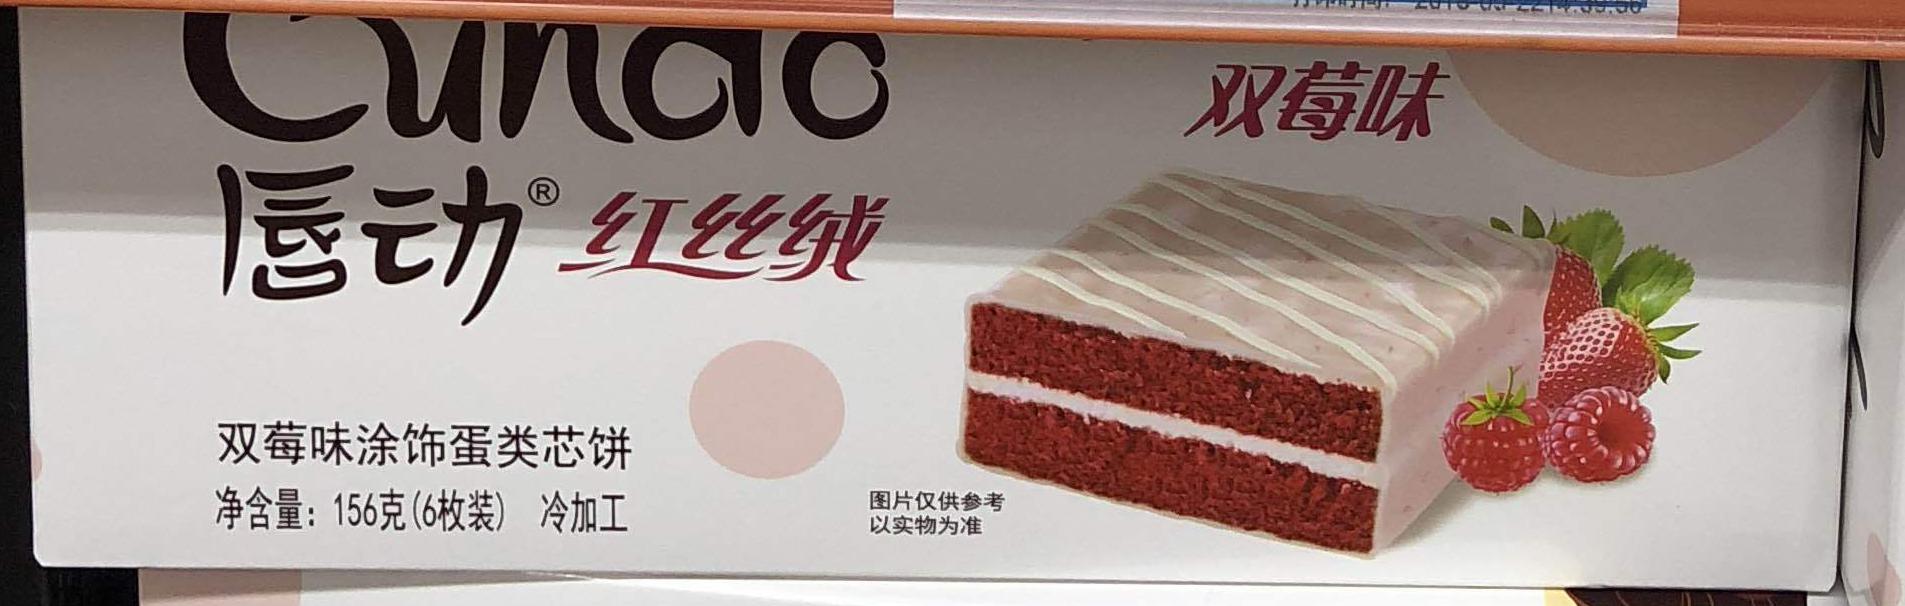 双莓味
唇动® 红丝绒
双莓味涂饰蛋类芯饼
净含量：156克(6枚装) 冷加工
图片仅供参考
以实物为准